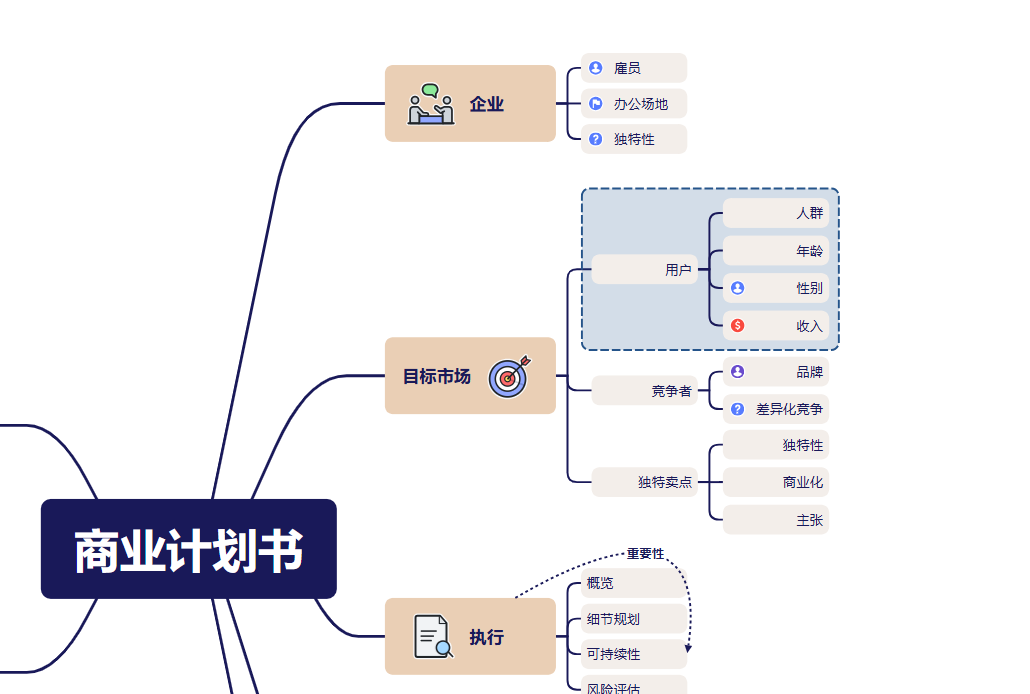 雇员
企业
办公场地
独特性
人群
年龄
用户
性别
收入
目标市场
品牌
竞争者
差异化竞争
独特性
独特卖点
商业化
主张
商业计划书
重要性
概览
细节规划
执行
可持续性
风险评估